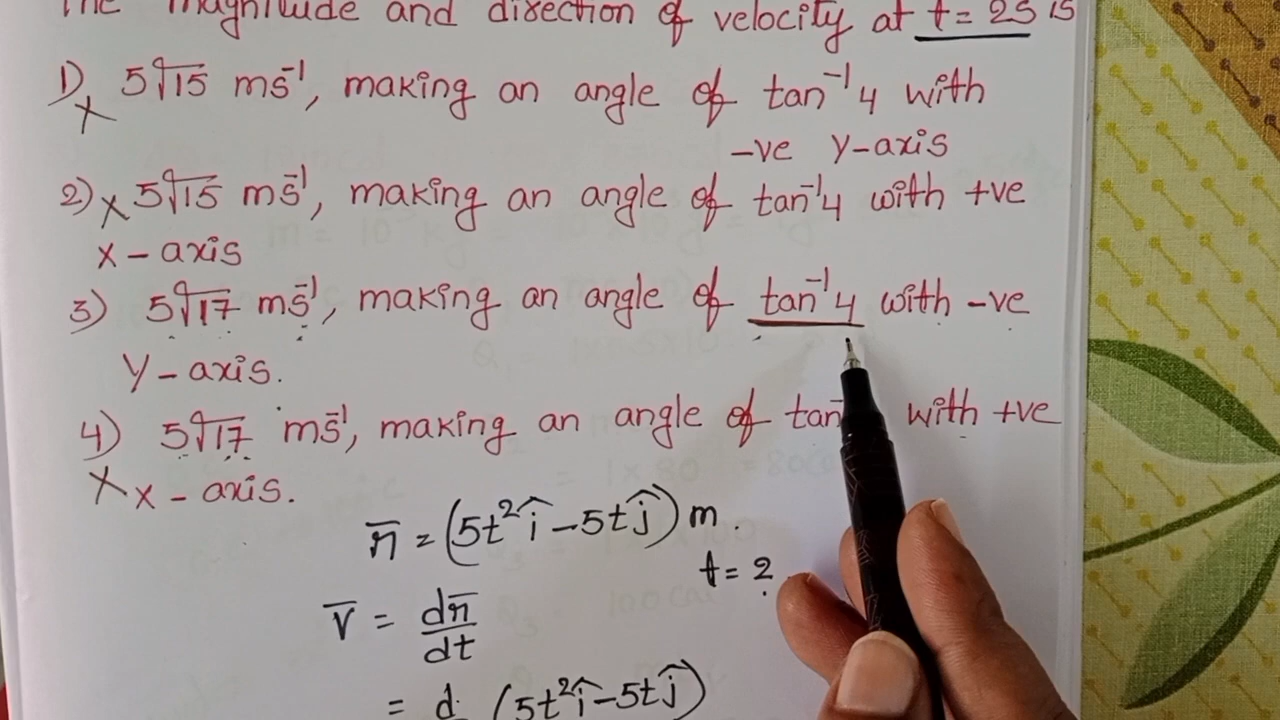 The magnitude and direction of velocity at t = 2S is
1) 5√15 ms⁻¹, making an angle of tan⁻¹4 with
-ve Y-axis
2) x 5√15 ms⁻¹, making an angle of tan⁻¹4 with +ve
X - axis
3) 5√17 ms⁻¹, making an angle of tan⁻¹4 with -ve
Y - axis.
4) 5√17 ms⁻¹, making an angle of tan⁻¹ with +ve
X - axis.
r̅ = (5t² î - 5t ĵ) m.
t = 2
V̅ = dr̅/dt
= d (5t² î - 5t ĵ)